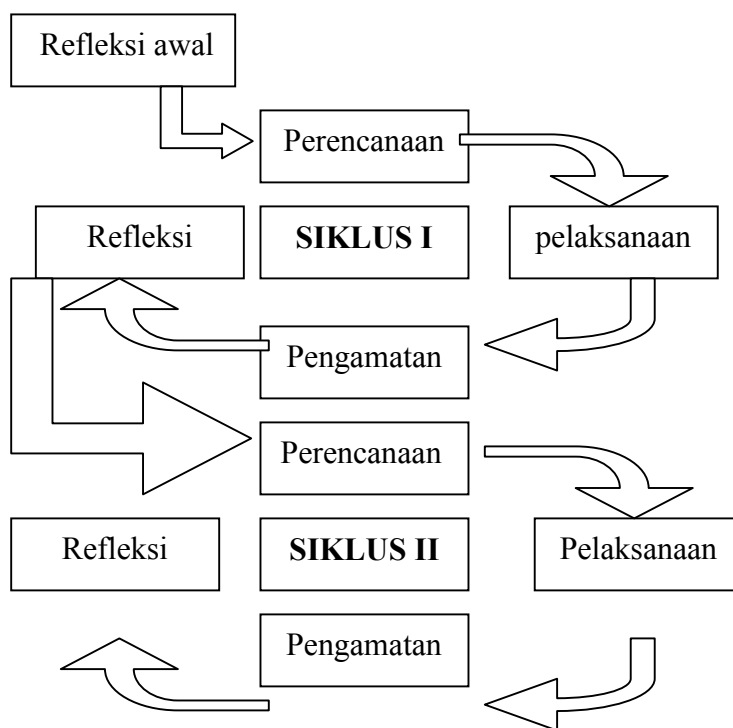 Refleksi awal
Perencanaan
Refleksi
SIKLUS I
pelaksanaan
Pengamatan
Perencanaan
Refleksi
SIKLUS II
Pelaksanaan
Pengamatan